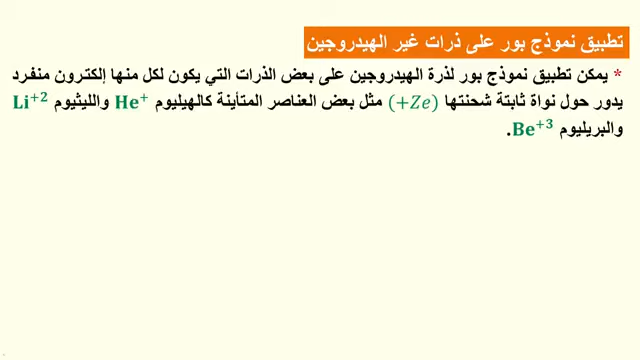 تطبيق نموذج بور على ذرات غير الهيدروجين
* يمكن تطبيق نموذج بور لذرة الهيدروجين على بعض الذرات التي يكون لكل منها إلكترون منفرد
يدور حول نواة ثابتة شحنتها (+Ze) مثل بعض العناصر المتأينة كالهيليوم He⁺ والليثيوم Li⁺²
والبريليوم Be⁺³.